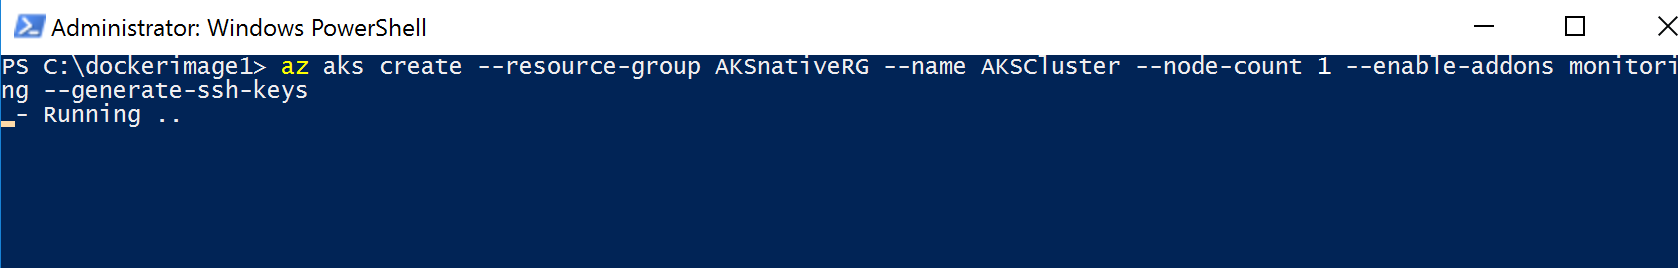 Administrator: Windows PowerShell
PS C:\dockerimage1> az aks create --resource-group AKSnativeRG --name AKSCluster --node-count 1 --enable-addons monitori
ng --generate-ssh-keys
- Running ..